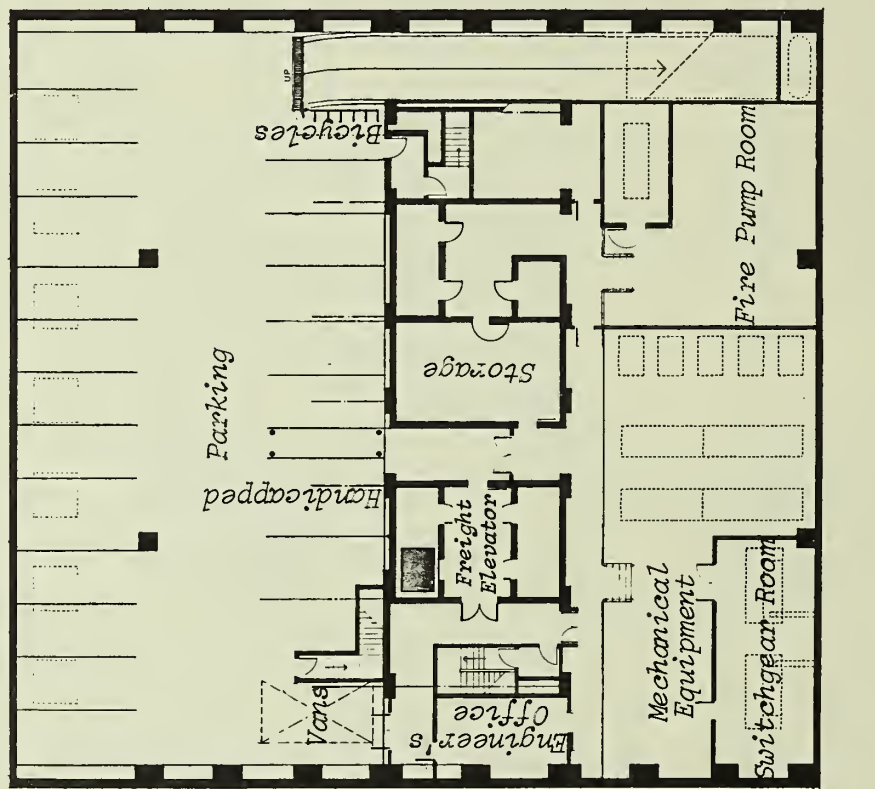 UP
Bicycles
Fire Pump Room
Storage
Parking
Handicapped
Freight
Elevator
Mechanical
Equipment
Switchgear Room
Vans
Engineer's
Office